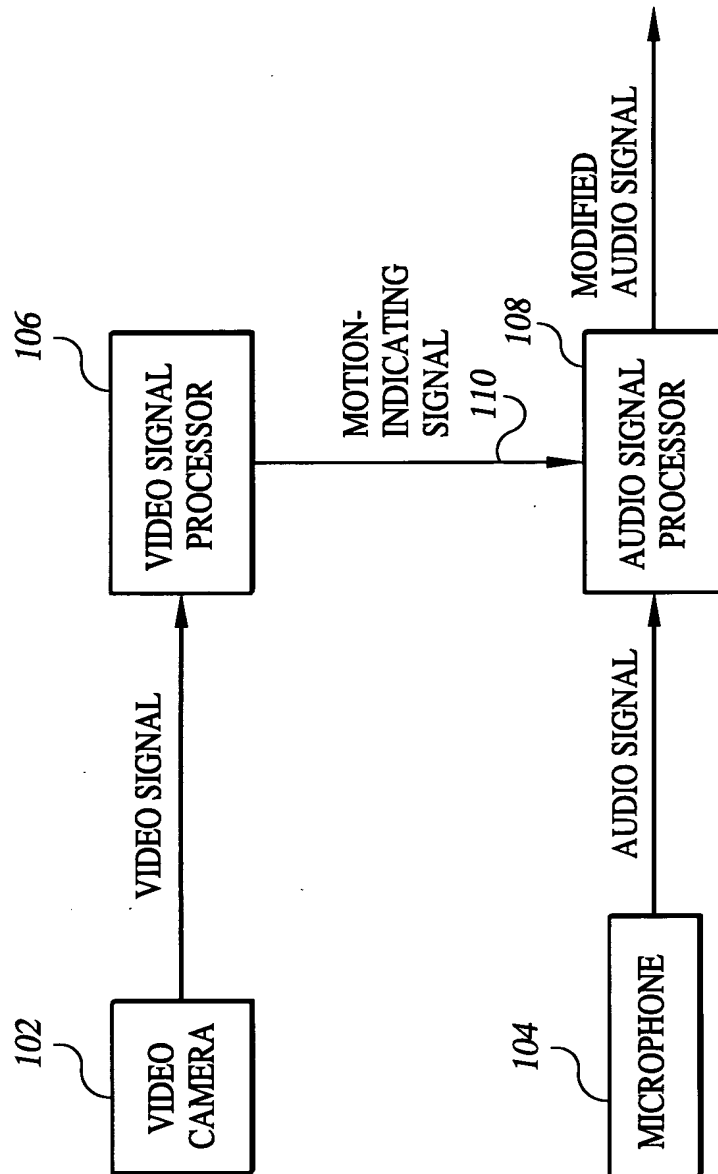 102
VIDEO
CAMERA
VIDEO SIGNAL
106
VIDEO SIGNAL
PROCESSOR
MOTION-
INDICATING
SIGNAL
110
104
MICROPHONE
AUDIO SIGNAL
108
AUDIO SIGNAL
PROCESSOR
MODIFIED
AUDIO SIGNAL